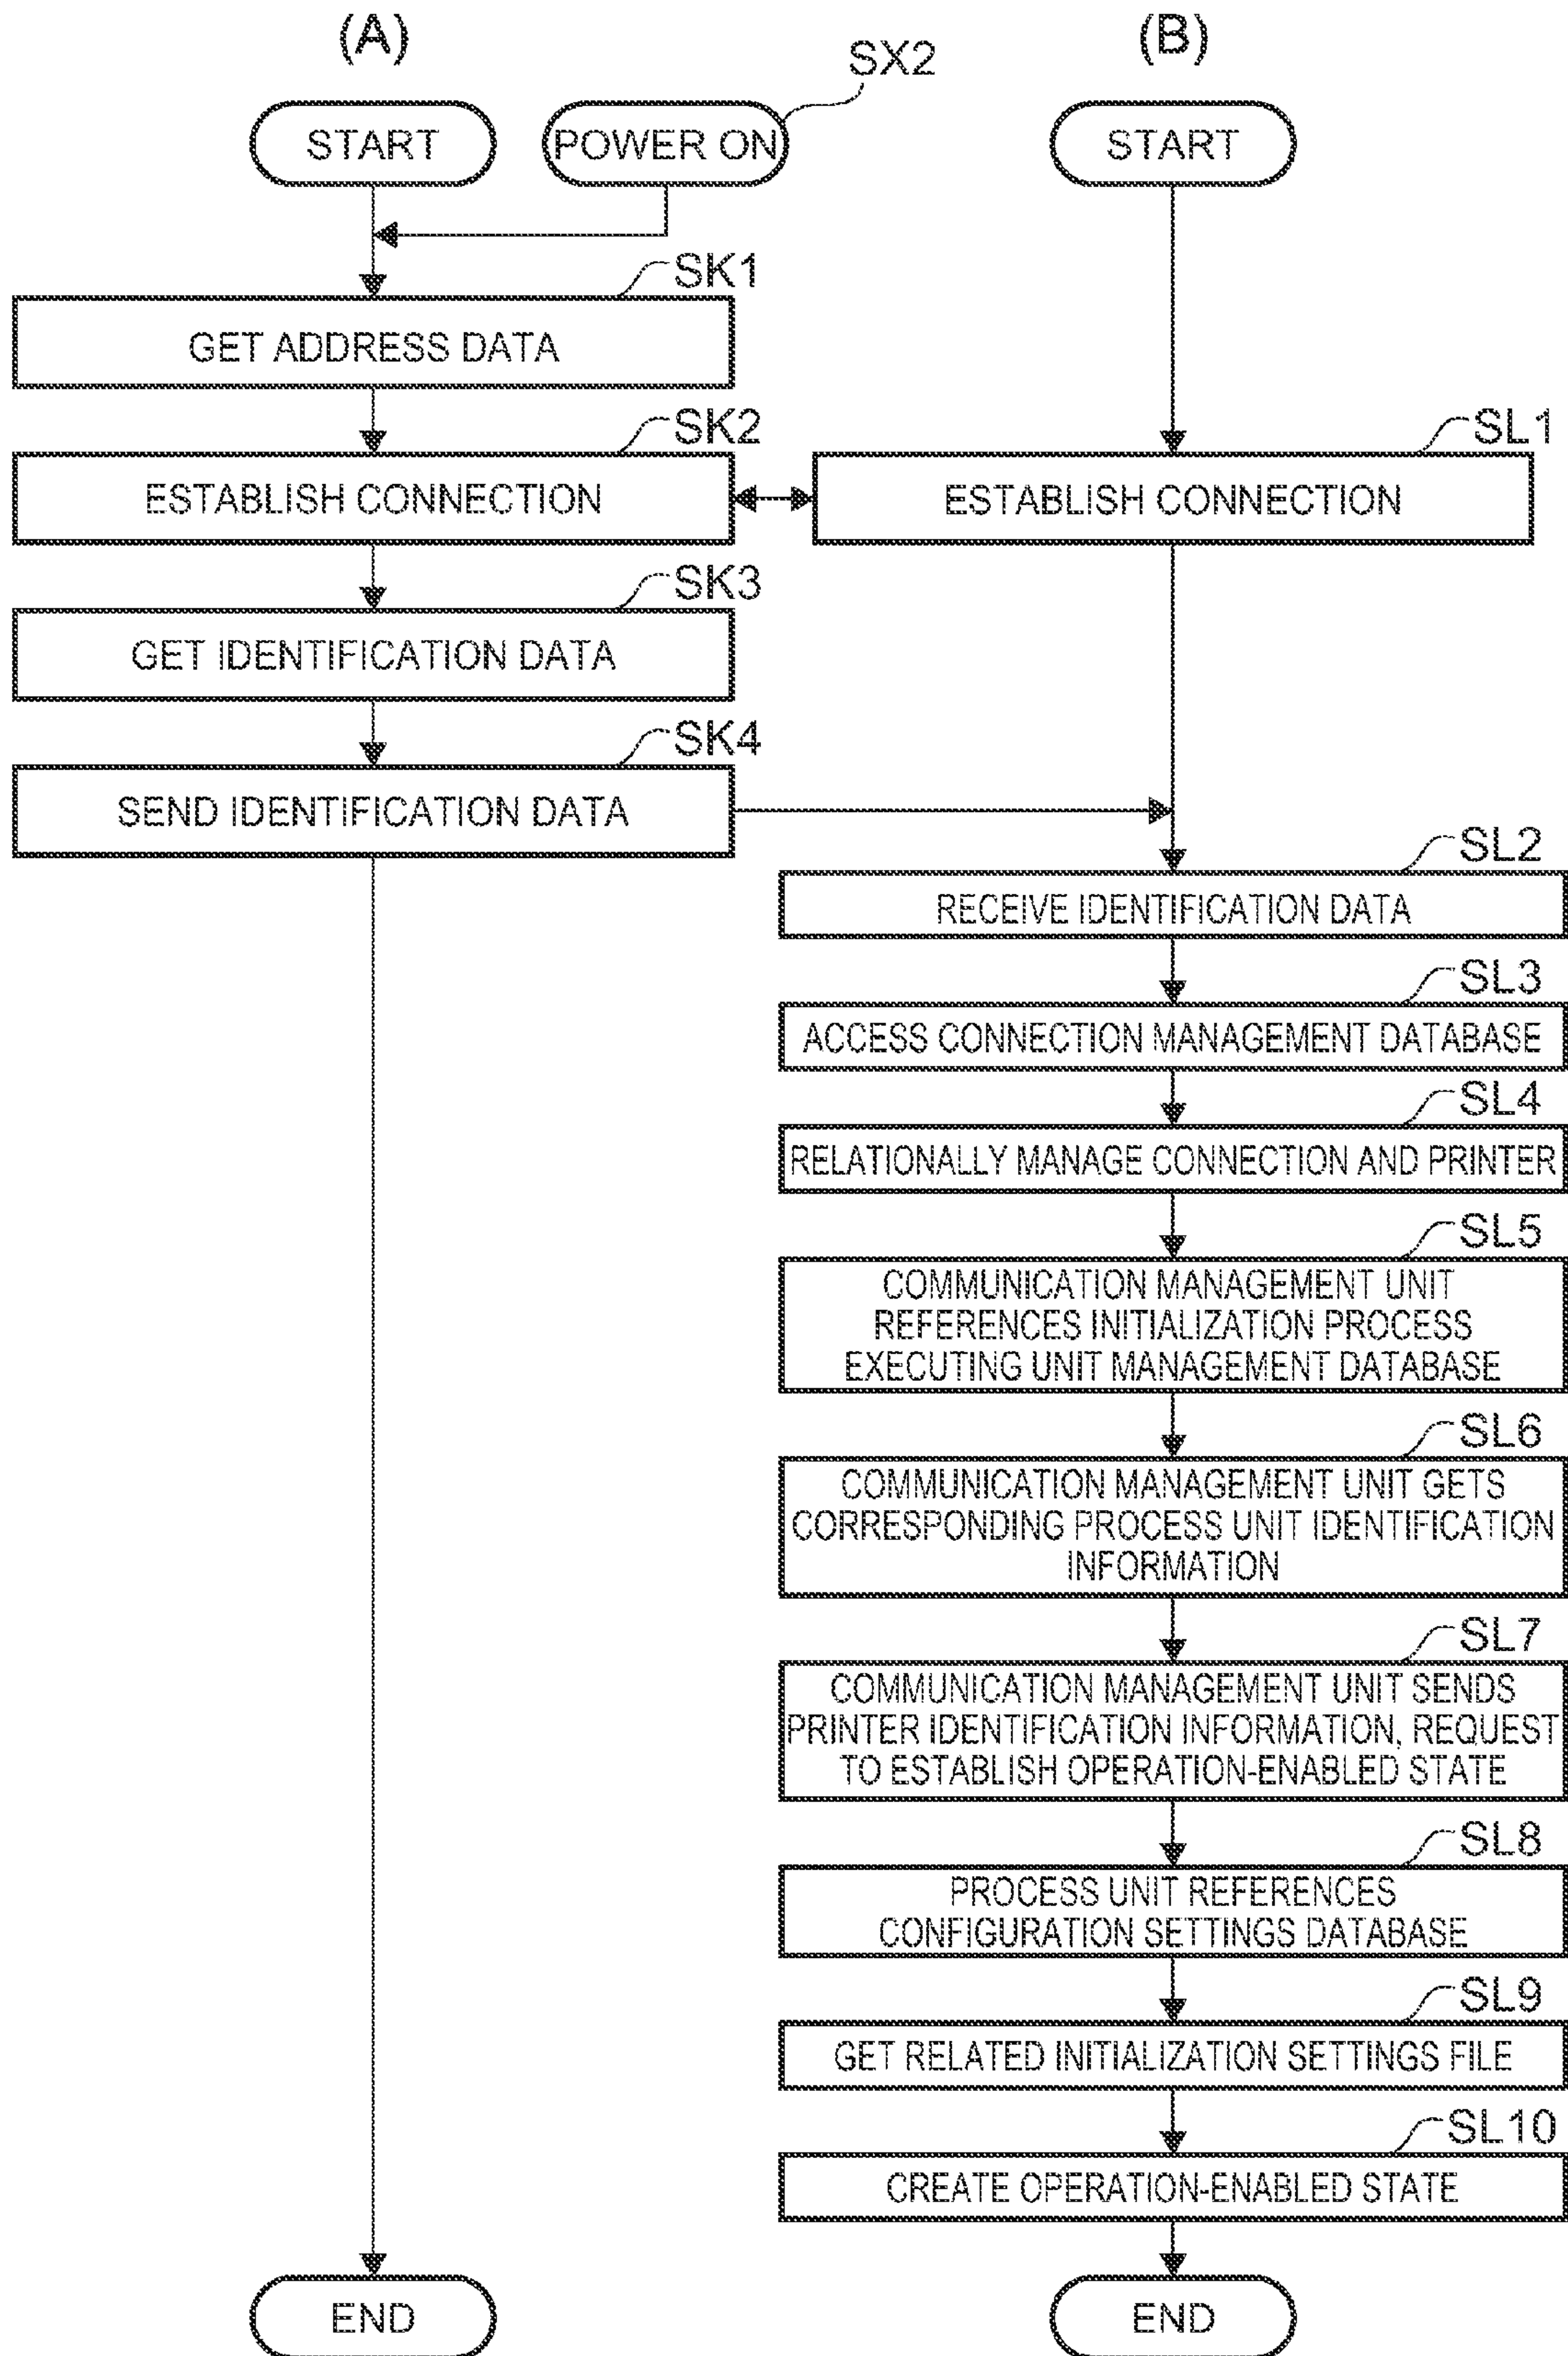 (A)
(B)
SX2
START
POWER ON
START
SK1
GET ADDRESS DATA
SK2
ESTABLISH CONNECTION
SL1
ESTABLISH CONNECTION
SK3
GET IDENTIFICATION DATA
SK4
SEND IDENTIFICATION DATA
SL2
RECEIVE IDENTIFICATION DATA
SL3
ACCESS CONNECTION MANAGEMENT DATABASE
SL4
RELATIONALLY MANAGE CONNECTION AND PRINTER
SL5
COMMUNICATION MANAGEMENT UNIT
REFERENCES INITIALIZATION PROCESS
EXECUTING UNIT MANAGEMENT DATABASE
SL6
COMMUNICATION MANAGEMENT UNIT GETS
CORRESPONDING PROCESS UNIT IDENTIFICATION
INFORMATION
SL7
COMMUNICATION MANAGEMENT UNIT SENDS
PRINTER IDENTIFICATION INFORMATION, REQUEST
TO ESTABLISH OPERATION-ENABLED STATE
SL8
PROCESS UNIT REFERENCES
CONFIGURATION SETTINGS DATABASE
SL9
GET RELATED INITIALIZATION SETTINGS FILE
SL10
CREATE OPERATION-ENABLED STATE
END
END